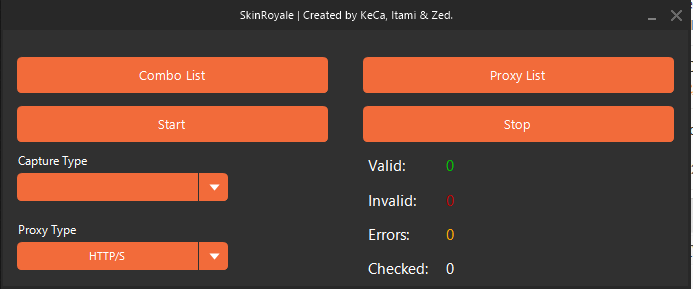 SkinRoyale | Created by KeCa, Itami & Zed.
Combo List
Proxy List
Start
Stop
Capture Type
Valid: 0
Invalid: 0
Proxy Type
Errors: 0
HTTP/S
Checked: 0